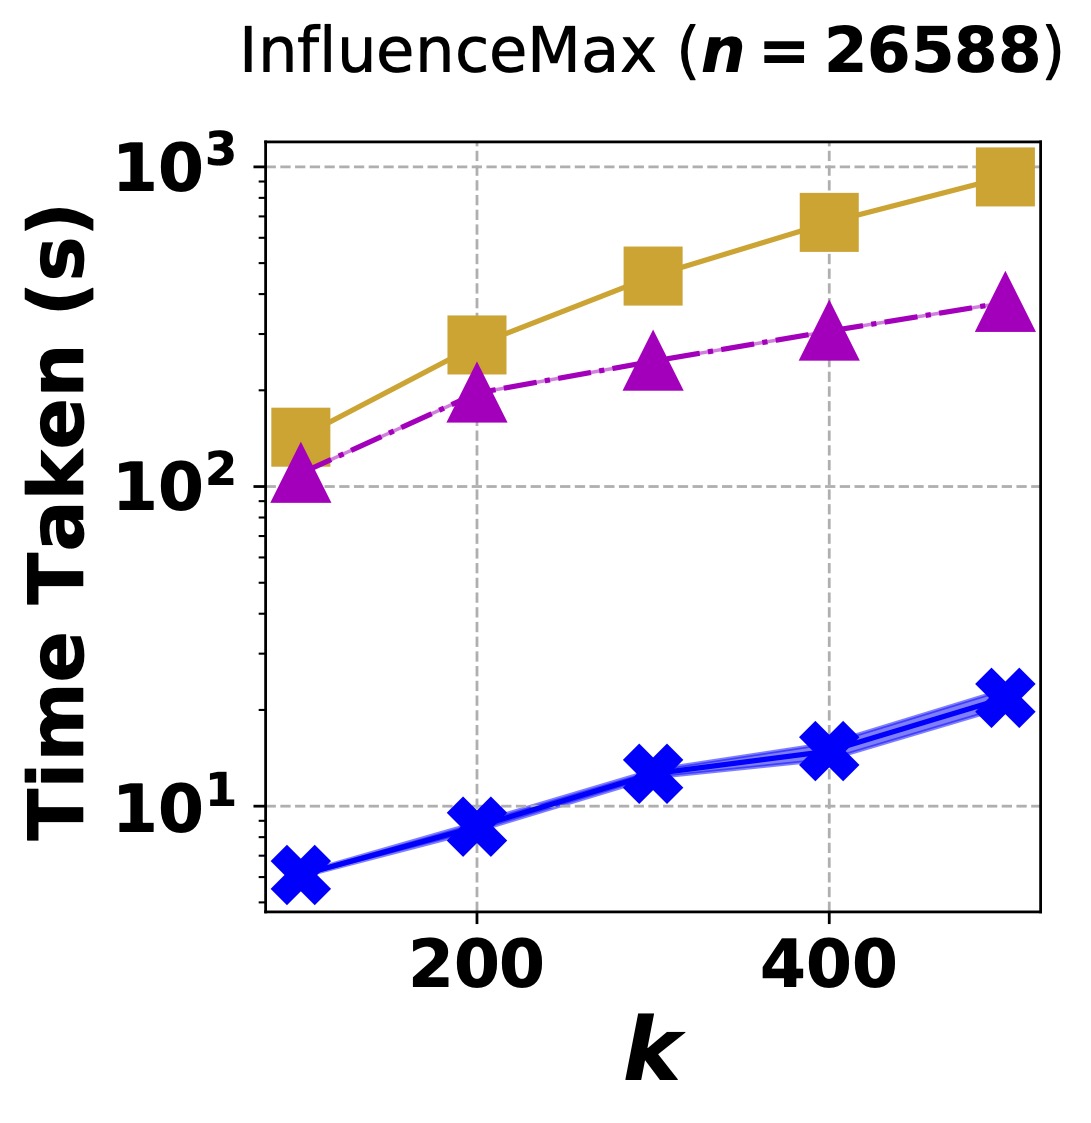 InfluenceMax (n = 26588)
10³
10²
10¹
Time Taken (s)
200 400
k